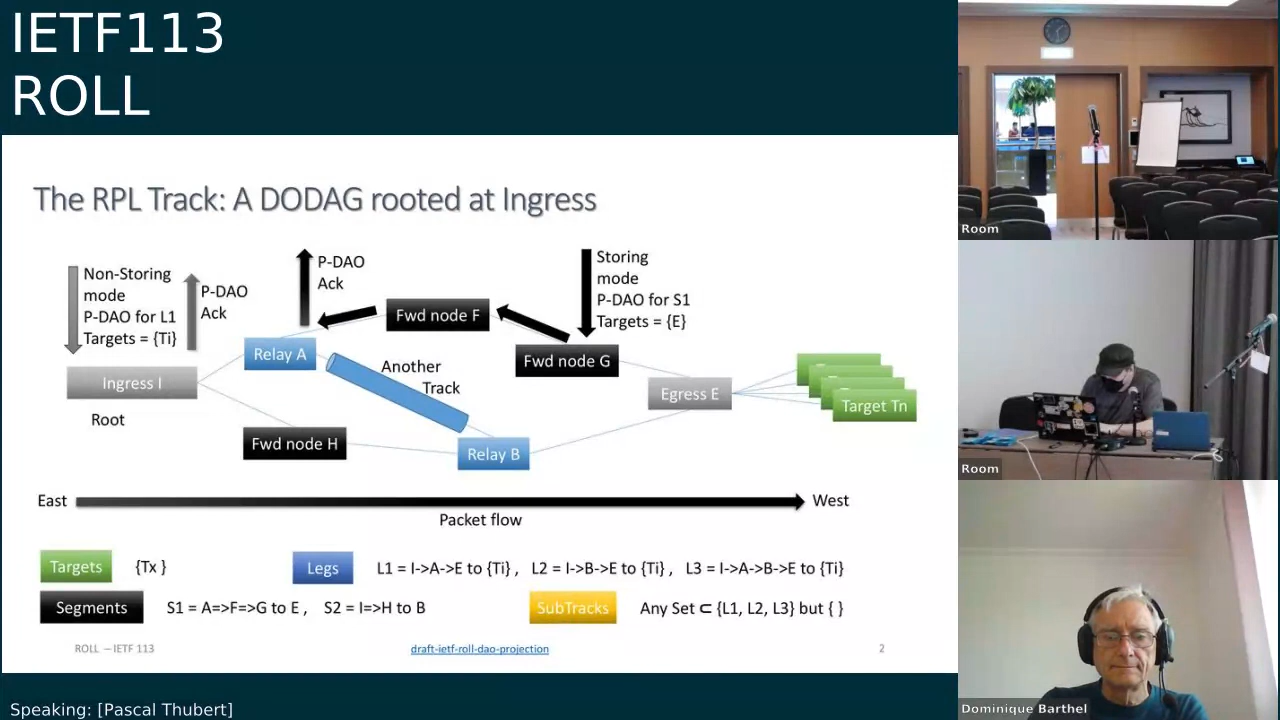 IETF113
ROLL
The RPL Track: A DODAG rooted at Ingress
Non-Storing
mode
P-DAO for L1
Targets = {Ti}
P-DAO
Ack
P-DAO
Ack
Storing
mode
P-DAO for S1
Targets = {E}
Fwd node F
Relay A
Fwd node G
Another
Track
Ingress I
Egress E
Target Tn
Root
Fwd node H
Relay B
East
West
Packet flow
Targets
{Tx }
Legs
L1 = I->A->E to {Ti} , L2 = I->B->E to {Ti} , L3 = I->A->B->E to {Ti}
Segments
S1 = A=>F=>G to E , S2 = I=>H to B
SubTracks
Any Set ⊂ {L1, L2, L3} but { }
ROLL – IETF 113
draft-ietf-roll-dao-projection
2
Speaking: [Pascal Thubert]
Room
Room
Dominique Barthel